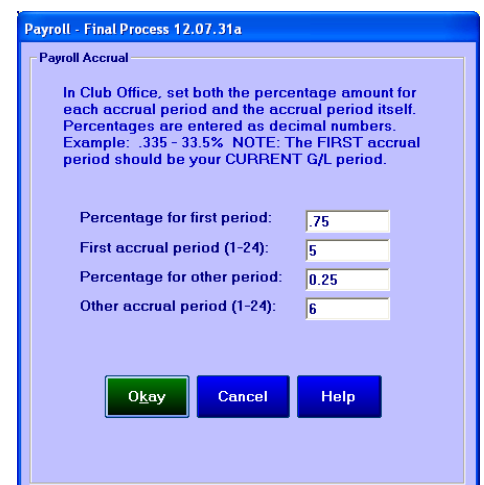 Payroll - Final Process 12.07.31a
Payroll Accrual
In Club Office, set both the percentage amount for
each accrual period and the accrual period itself.
Percentages are entered as decimal numbers.
Example:  .335 - 33.5%  NOTE: The FIRST accrual
period should be your CURRENT G/L period.
Percentage for first period: .75
First accrual period (1-24): 5
Percentage for other period: 0.25
Other accrual period (1-24): 6
Okay Cancel Help